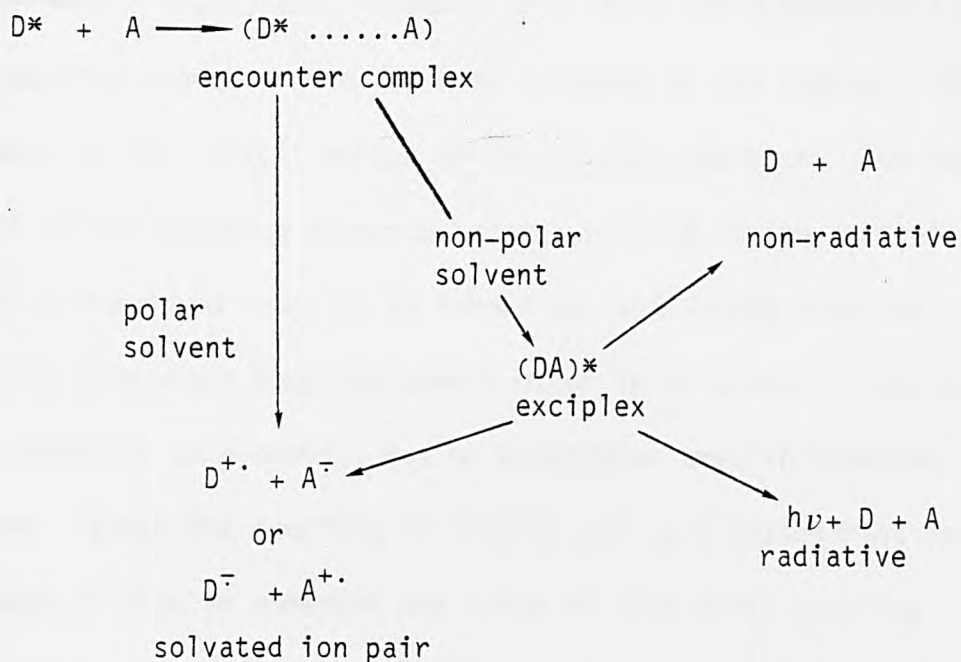 D* + A ⟶ (D* ......A)
encounter complex
D + A
non-polar
solvent
non-radiative
polar
solvent
(DA)*
exciplex
D⁺· + A⁻·
or
hν + D + A
radiative
D⁻· + A⁺·
solvated ion pair